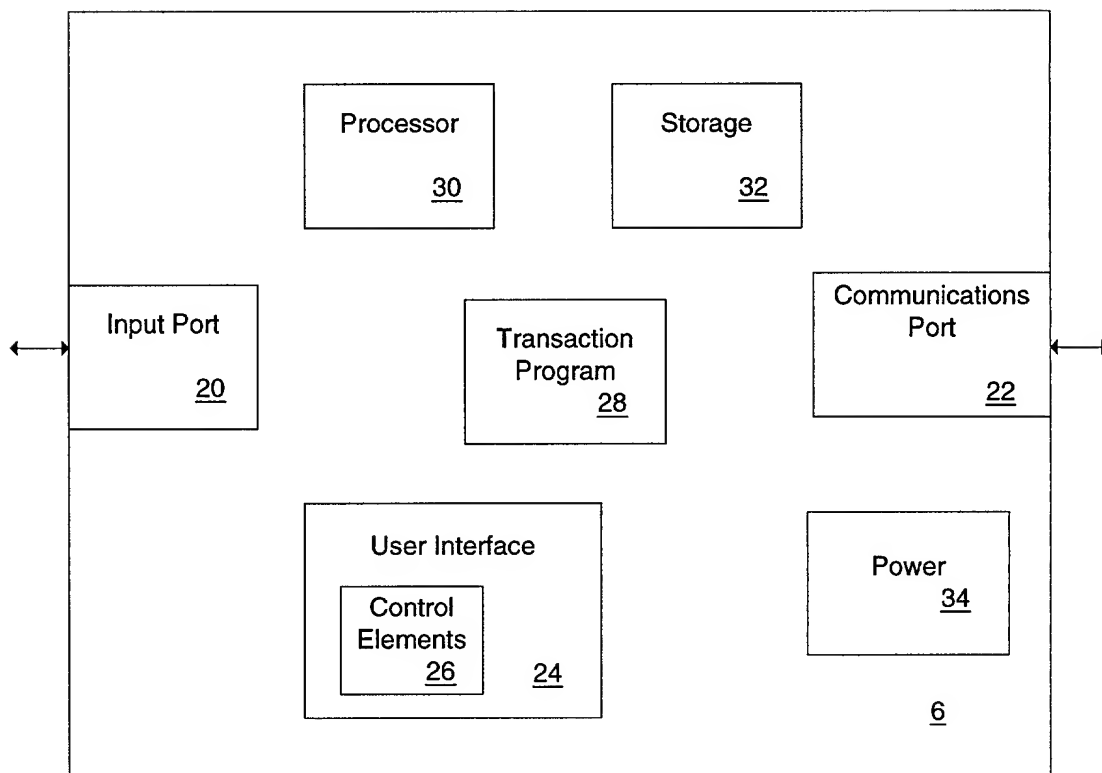 Processor
30
Storage
32
Input Port
20
Transaction
Program
28
Communications
Port
22
User Interface
Control
Elements
26
24
Power
34
6